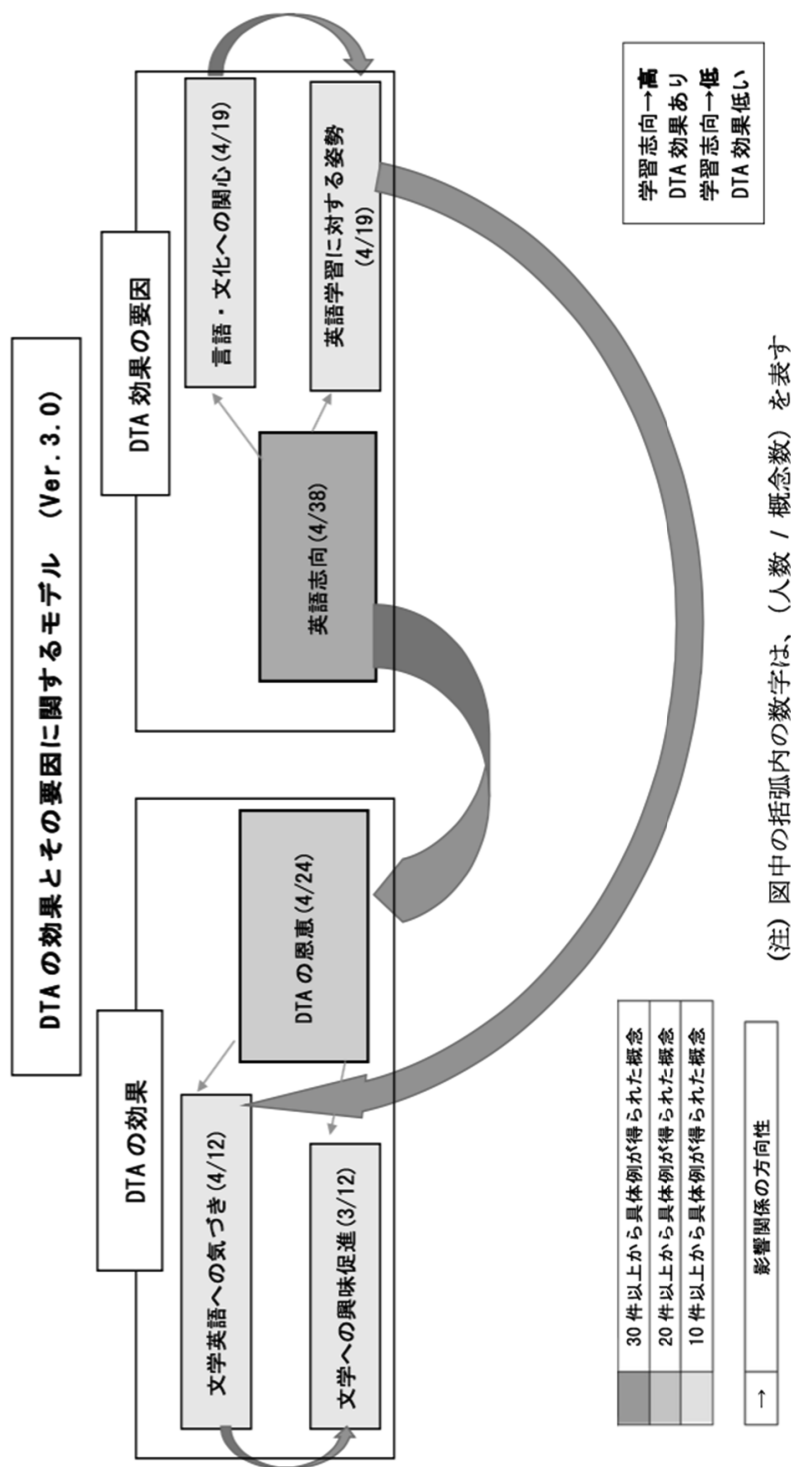 DTAの効果とその要因に関するモデル (Ver.3.0)
DTAの効果
DTA効果の要因
文学英語への気づき(4/12)
言語・文化への関心(4/19)
DTAの恩恵(4/24)
英語志向(4/38)
文学への興味促進(3/12)
英語学習に対する姿勢
(4/19)
30件以上から具体例が得られた概念
20件以上から具体例が得られた概念
10件以上から具体例が得られた概念
→ 影響関係の方向性
学習志向→高
DTA効果あり
学習志向→低
DTA効果低い
(注) 図中の括弧内の数字は、(人数 / 概念数) を表す